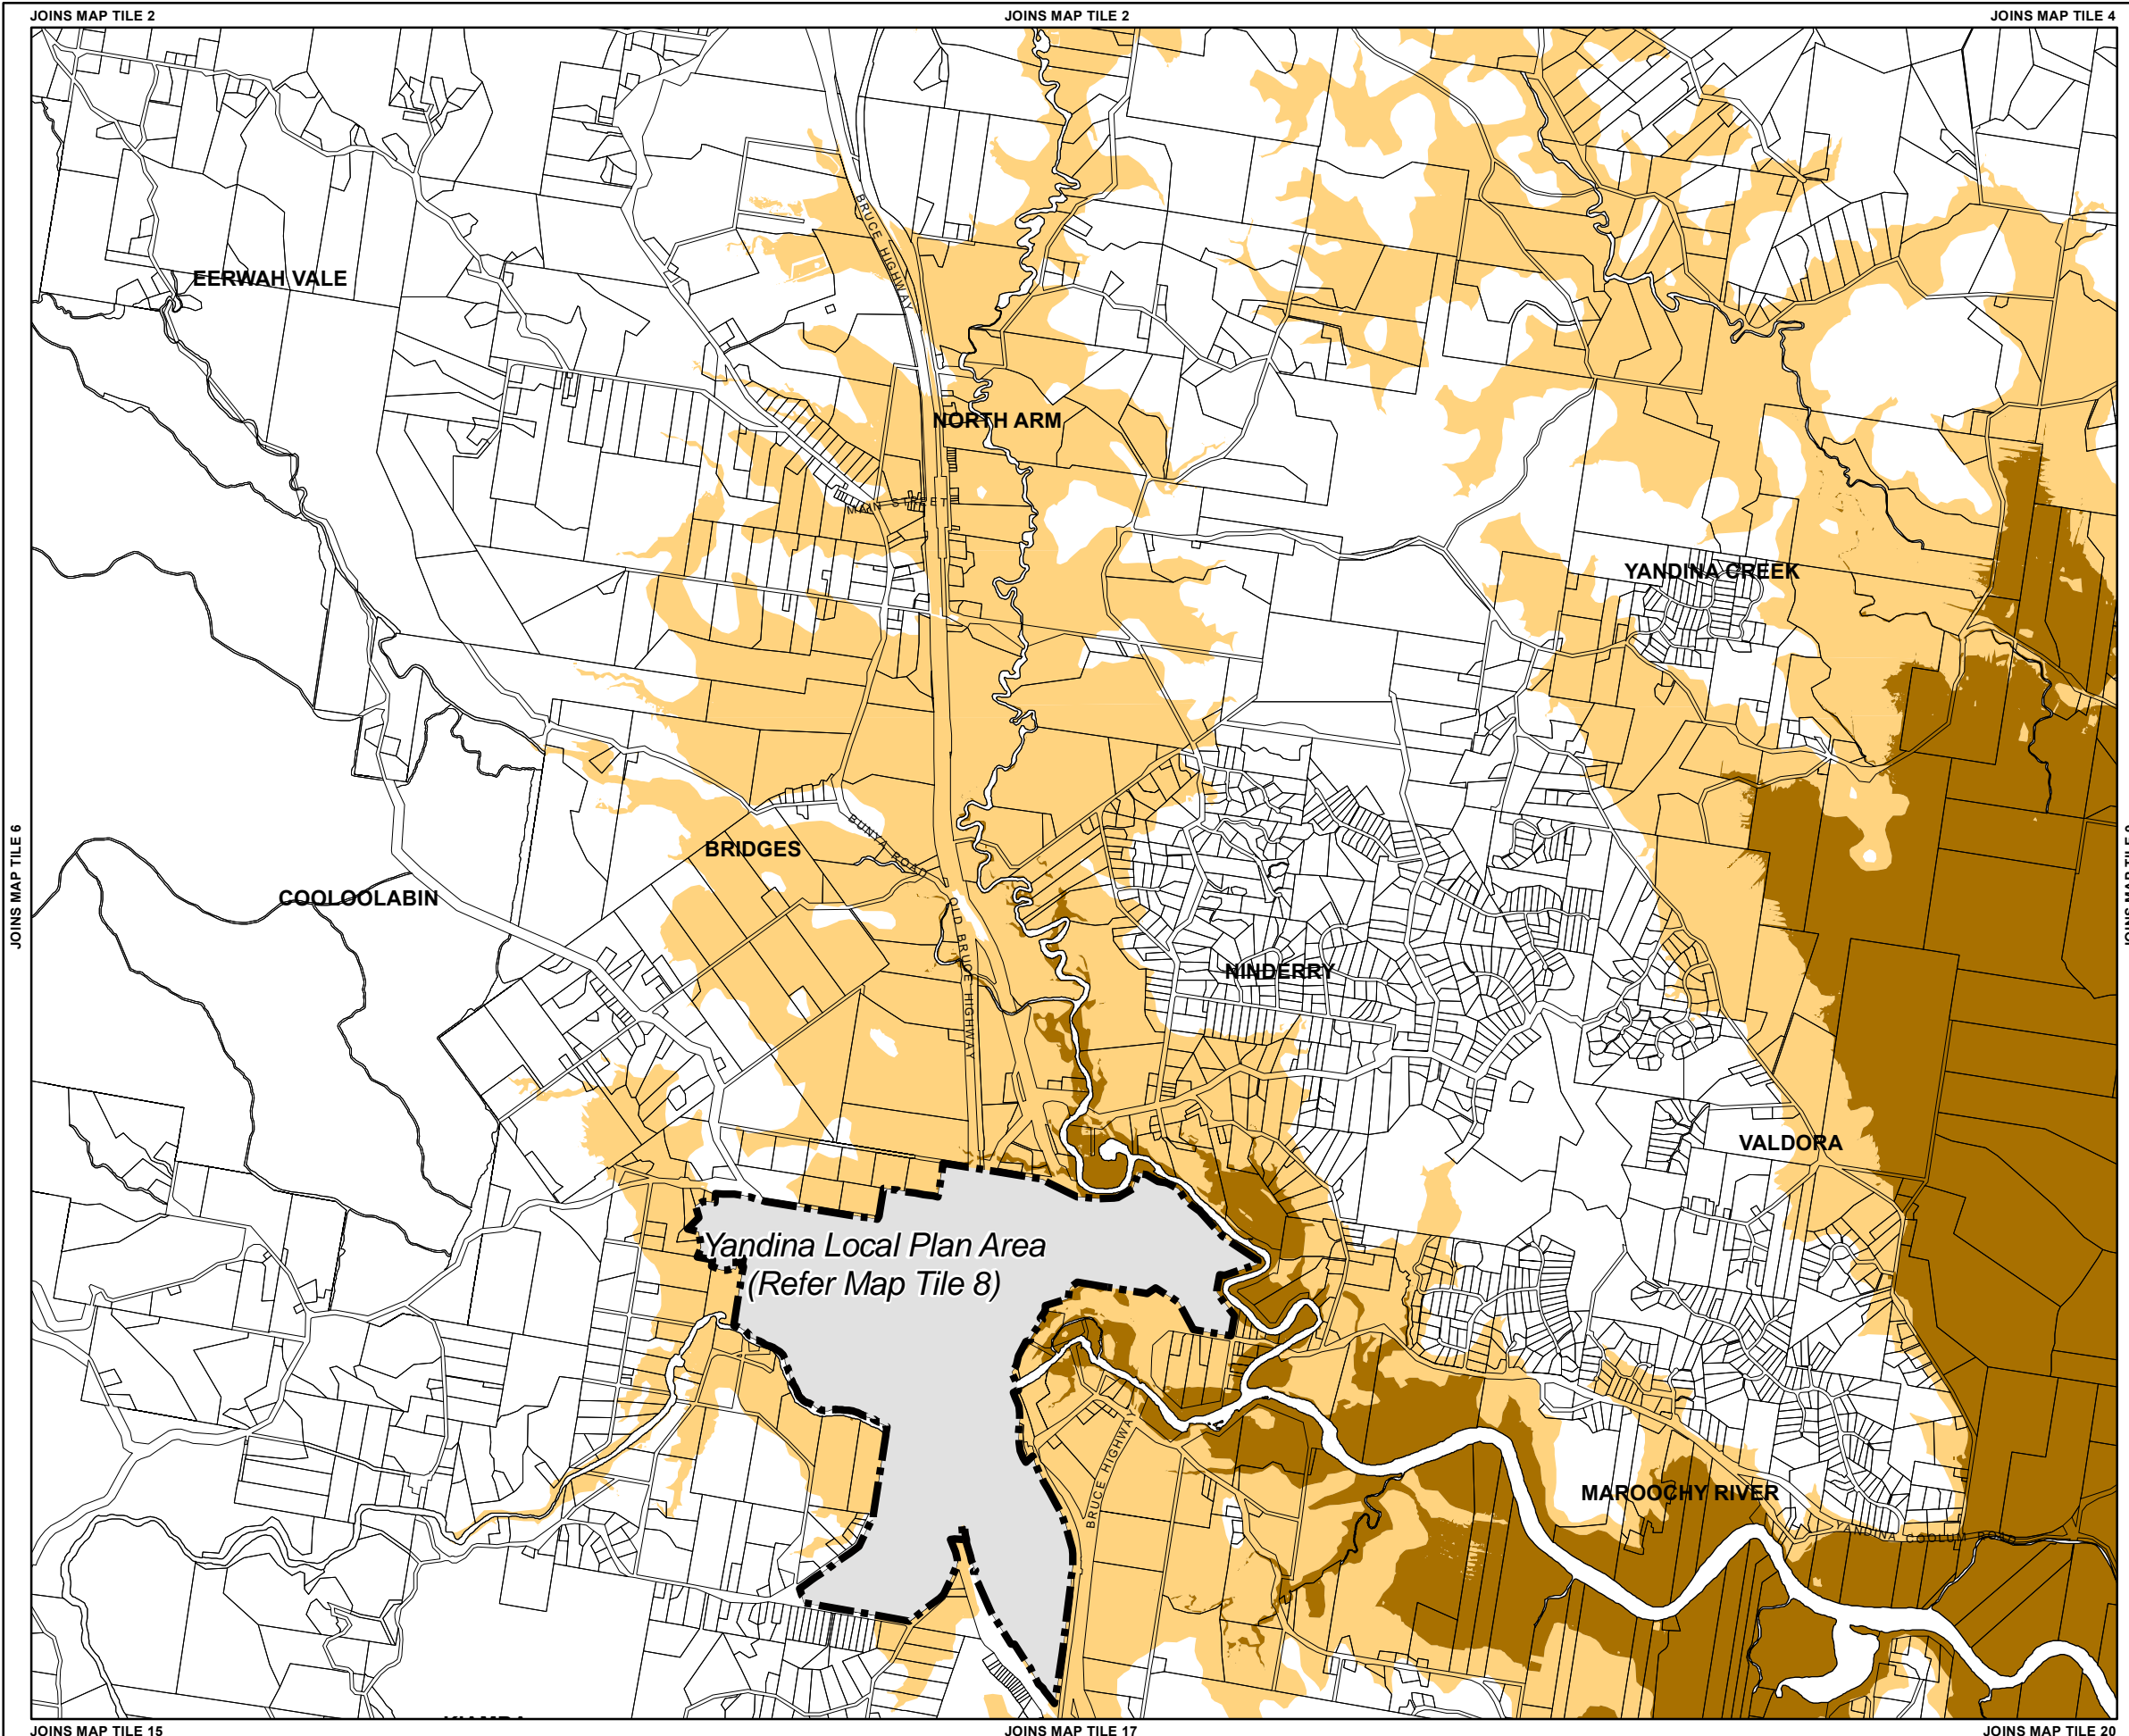 JOINS MAP TILE 2
JOINS MAP TILE 2
JOINS MAP TILE 4
BRUCE HIGHWAY
EERWAH VALE
NORTH ARM
MAIN STREET
YANDINA CREEK
JOINS MAP TILE 6
BUNYA ROAD
BRIDGES
COOLOOLABIN
OLD BRUCE HIGHWAY
NINDERRY
VALDORA
Yandina Local Plan Area
(Refer Map Tile 8)
BRUCE HIGHWAY
MAROOCHY RIVER
YANDINA COOLUM ROAD
JOINS MAP TILE 15
JOINS MAP TILE 17
JOINS MAP TILE 20